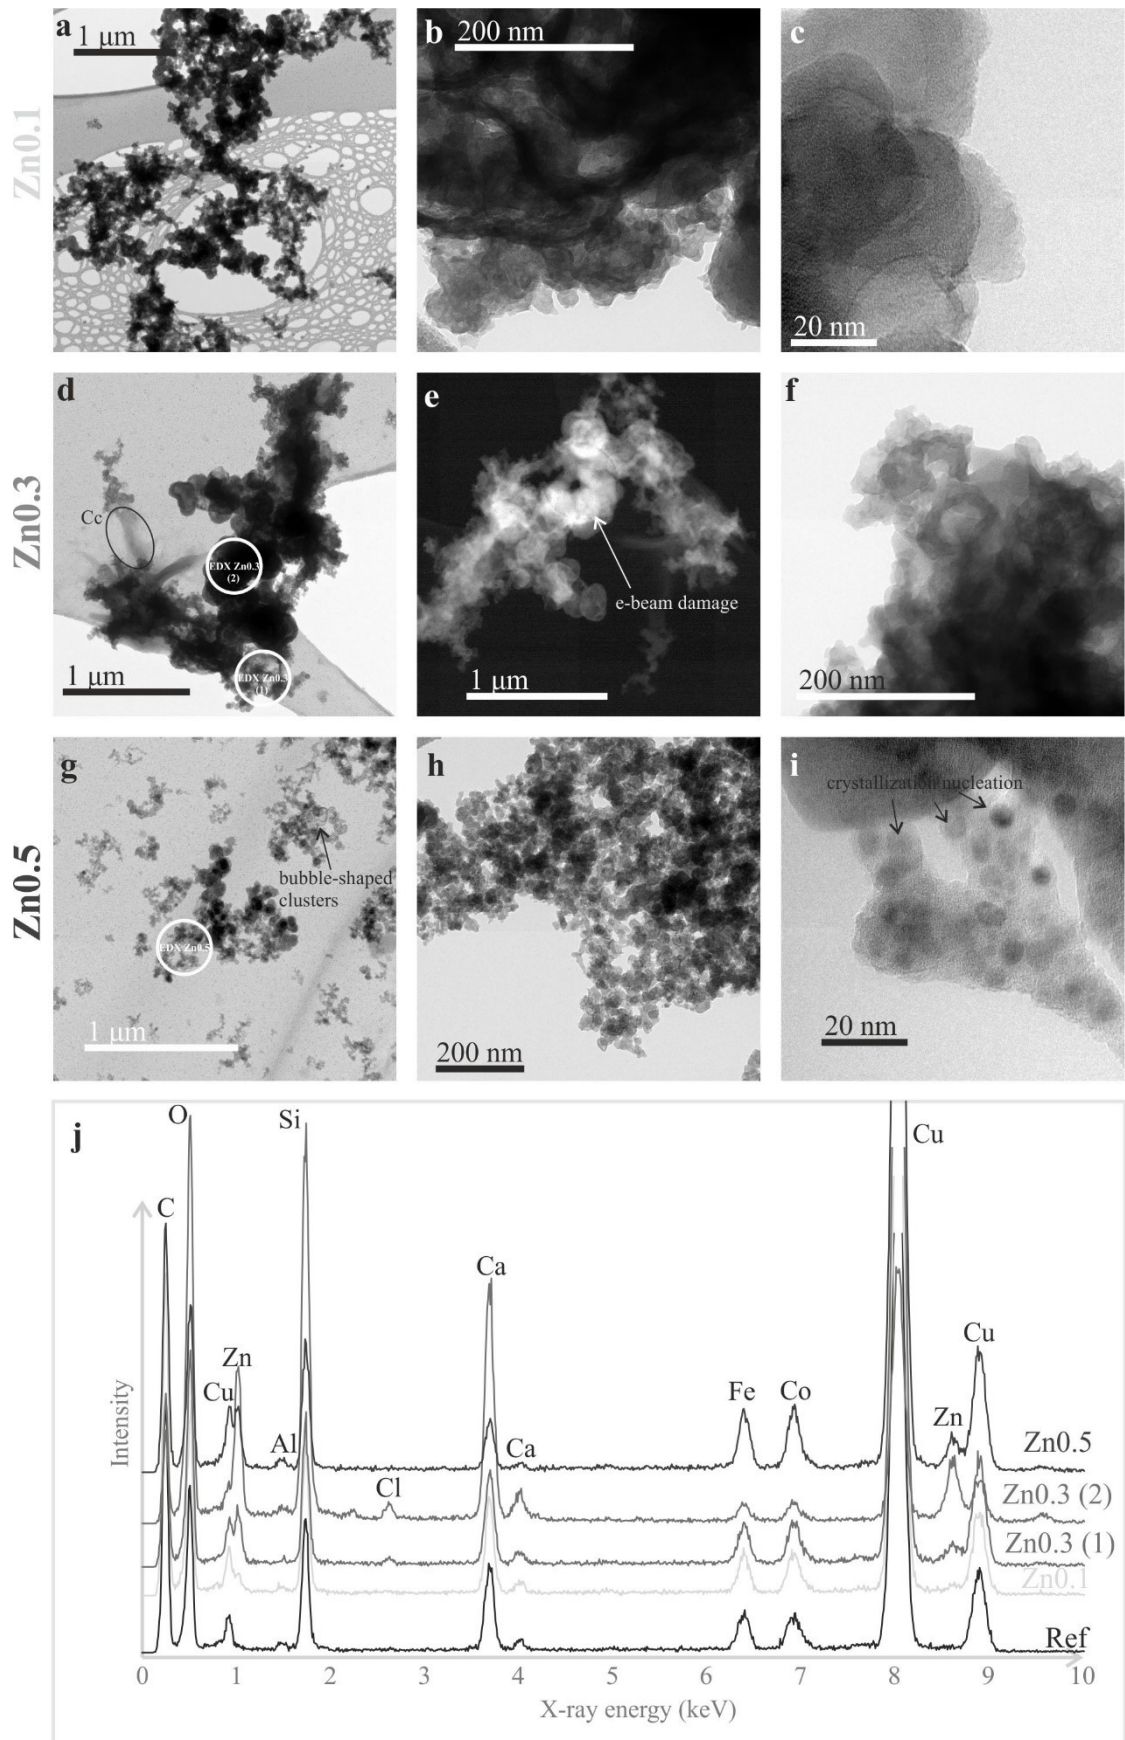 a
1 μm
b
200 nm
c
20 nm
Zn0.1
d
Cc
EDX Zn0.3
(2)
EDX Zn0.3
(1)
1 μm
e
e-beam damage
1 μm
f
200 nm
Zn0.3
g
bubble-shaped
clusters
EDX Zn0.5
1 μm
h
200 nm
i
crystallization nucleation
20 nm
Zn0.5
j
O
Si
Cu
C
Ca
Cu
Zn
Cu
Fe
Co
Zn
Al
Ca
Cl
Zn0.5
Zn0.3 (2)
Zn0.3 (1)
Zn0.1
Ref
Intensity
0 1 2 3 4 5 6 7 8 9 10
X-ray energy (keV)